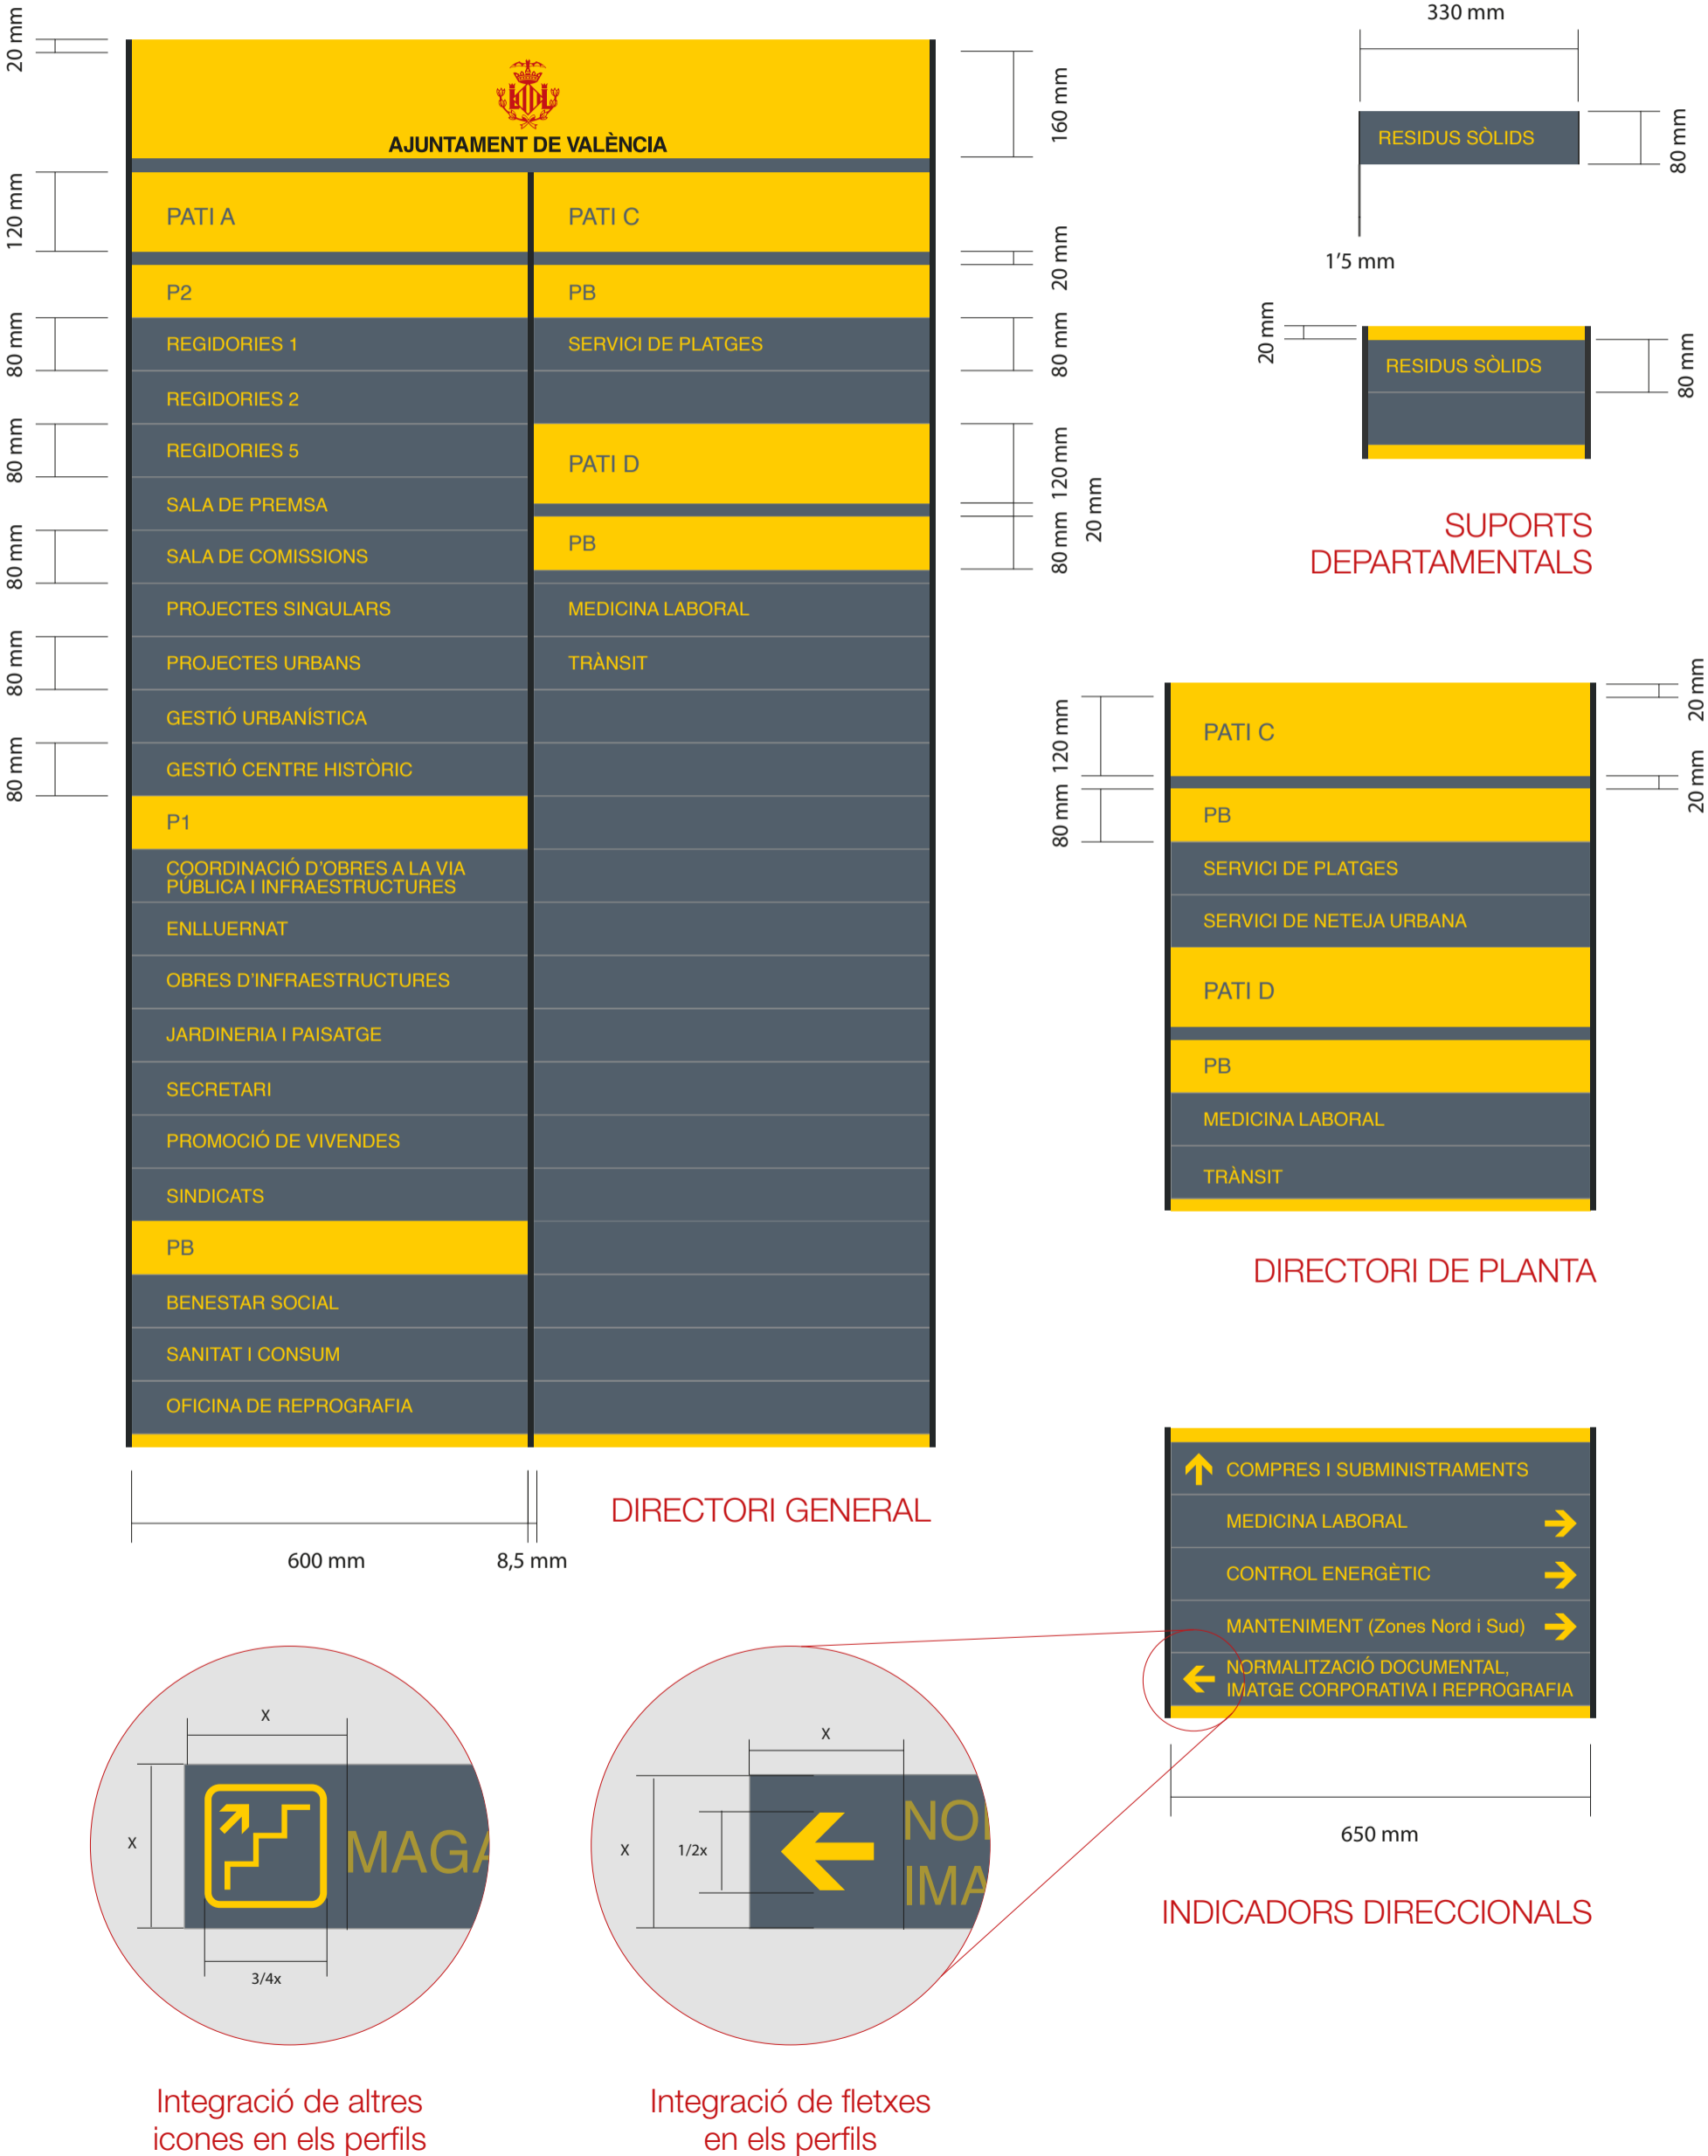 20 mm
160 mm
AJUNTAMENT DE VALÈNCIA
120 mm
PATI A
P2
80 mm
REGIDORIES 1
REGIDORIES 2
80 mm
REGIDORIES 5
SALA DE PREMSA
80 mm
SALA DE COMISSIONS
PROJECTES SINGULARS
80 mm
PROJECTES URBANS
GESTIÓ URBANÍSTICA
80 mm
GESTIÓ CENTRE HISTÒRIC
P1
COORDINACIÓ D'OBRES A LA VIA
PÚBLICA I INFRAESTRUCTURES
ENLLUERNAT
OBRES D'INFRAESTRUCTURES
JARDINERIA I PAISATGE
SECRETARI
PROMOCIÓ DE VIVENDES
SINDICATS
PB
BENESTAR SOCIAL
SANITAT I CONSUM
OFICINA DE REPROGRAFIA
PATI C
20 mm
PB
SERVICI DE PLATGES
80 mm
PATI D
120 mm
20 mm
PB
80 mm
MEDICINA LABORAL
TRÀNSIT
600 mm
8,5 mm
DIRECTORI GENERAL
330 mm
RESIDUS SÒLIDS
80 mm
1'5 mm
20 mm
RESIDUS SÒLIDS
80 mm
SUPORTS
DEPARTAMENTALS
20 mm
120 mm
PATI C
20 mm
80 mm
PB
SERVICI DE PLATGES
SERVICI DE NETEJA URBANA
PATI D
PB
MEDICINA LABORAL
TRÀNSIT
DIRECTORI DE PLANTA
COMPRES I SUBMINISTRAMENTS
MEDICINA LABORAL
CONTROL ENERGÈTIC
MANTENIMENT (Zones Nord i Sud)
NORMALITZACIÓ DOCUMENTAL,
IMATGE CORPORATIVA I REPROGRAFIA
650 mm
INDICADORS DIRECCIONALS
X
X
MAGA
3/4x
Integració de altres
icones en els perfils
X
X
1/2x
NO
IMA
Integració de fletxes
en els perfils